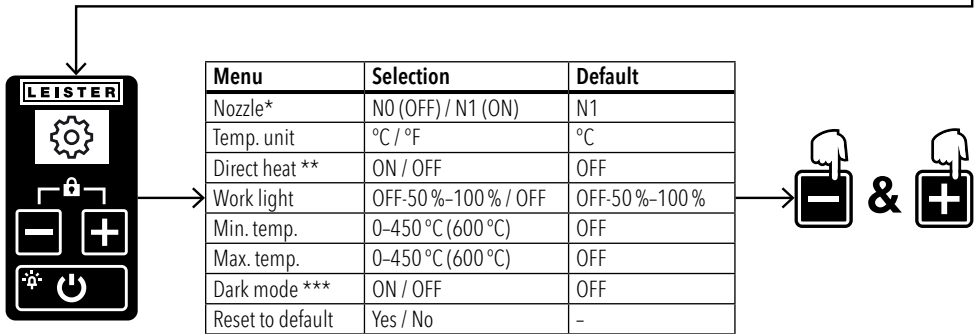 LEISTER
Menu Selection Default
Nozzle* N0 (OFF) / N1 (ON) N1
Temp. unit °C / °F °C
Direct heat ** ON / OFF OFF
Work light OFF-50 %–100 % / OFF OFF-50 %–100 %
Min. temp. 0–450 °C (600 °C) OFF
Max. temp. 0–450 °C (600 °C) OFF
Dark mode *** ON / OFF OFF
Reset to default Yes / No –
&